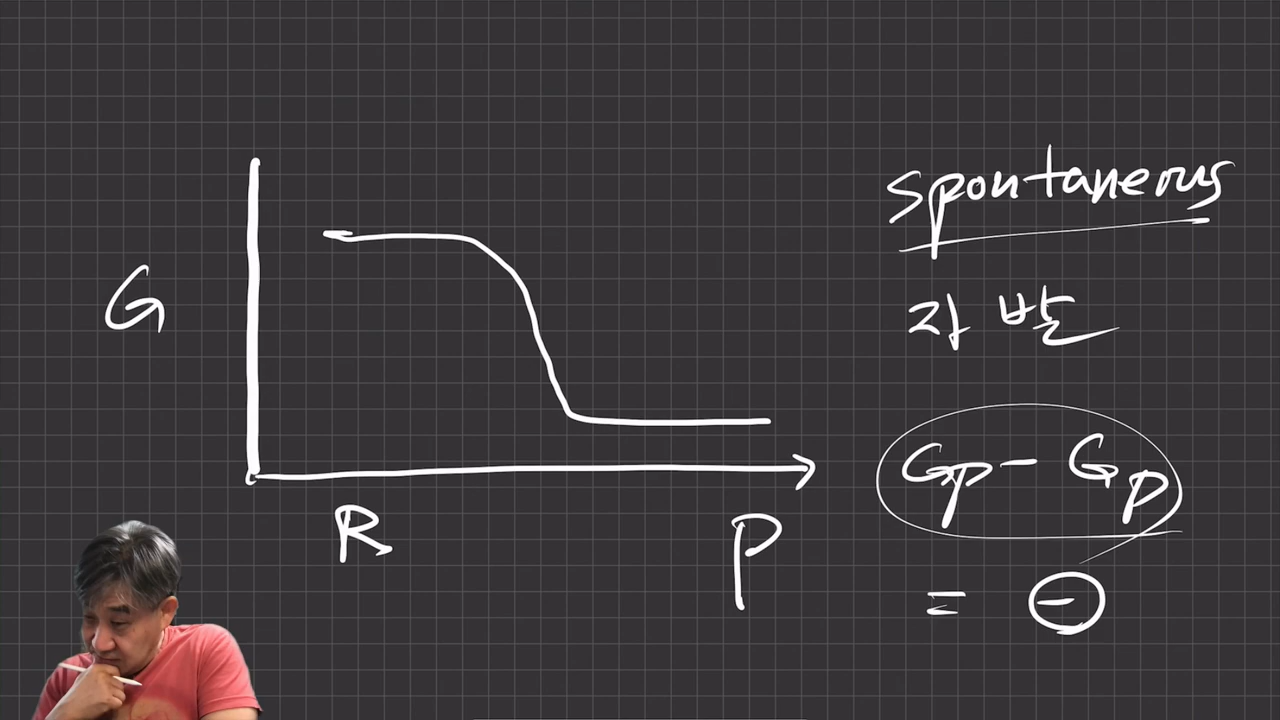 G
R
P
spontaneous
자발
Gp - Gp
= ⊖